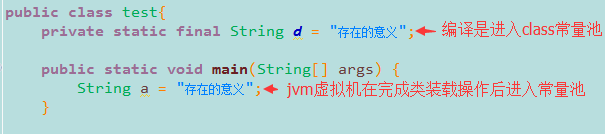 public class test{
private static final String d = "存在的意义"; 编译是进入class常量池
public static void main(String[] args) {
String a = "存在的意义"; jvm虚拟机在完成类装载操作后进入常量池
}